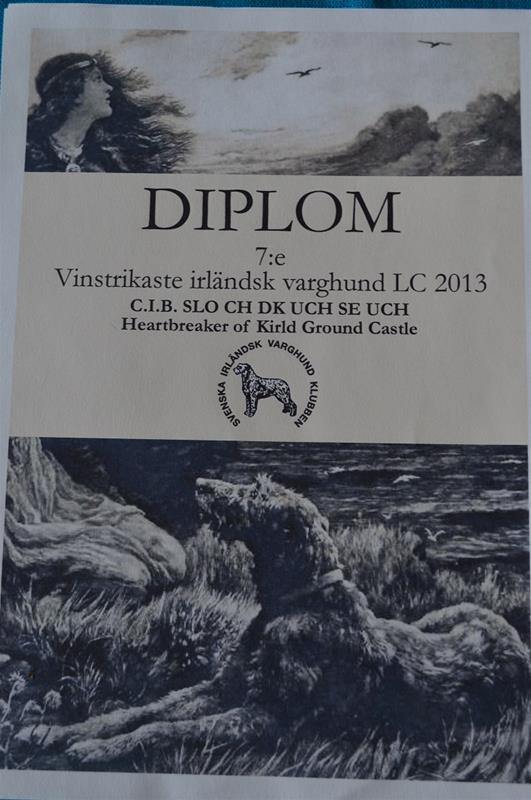 DIPLOM
7:e
Vinstrikaste irländsk varghund LC 2013
C.I.B. SLO CH DK UCH SE UCH
Heartbreaker of Kirld Ground Castle
SVENSKA IRLÄNDSK VARGHUND KLUBBEN